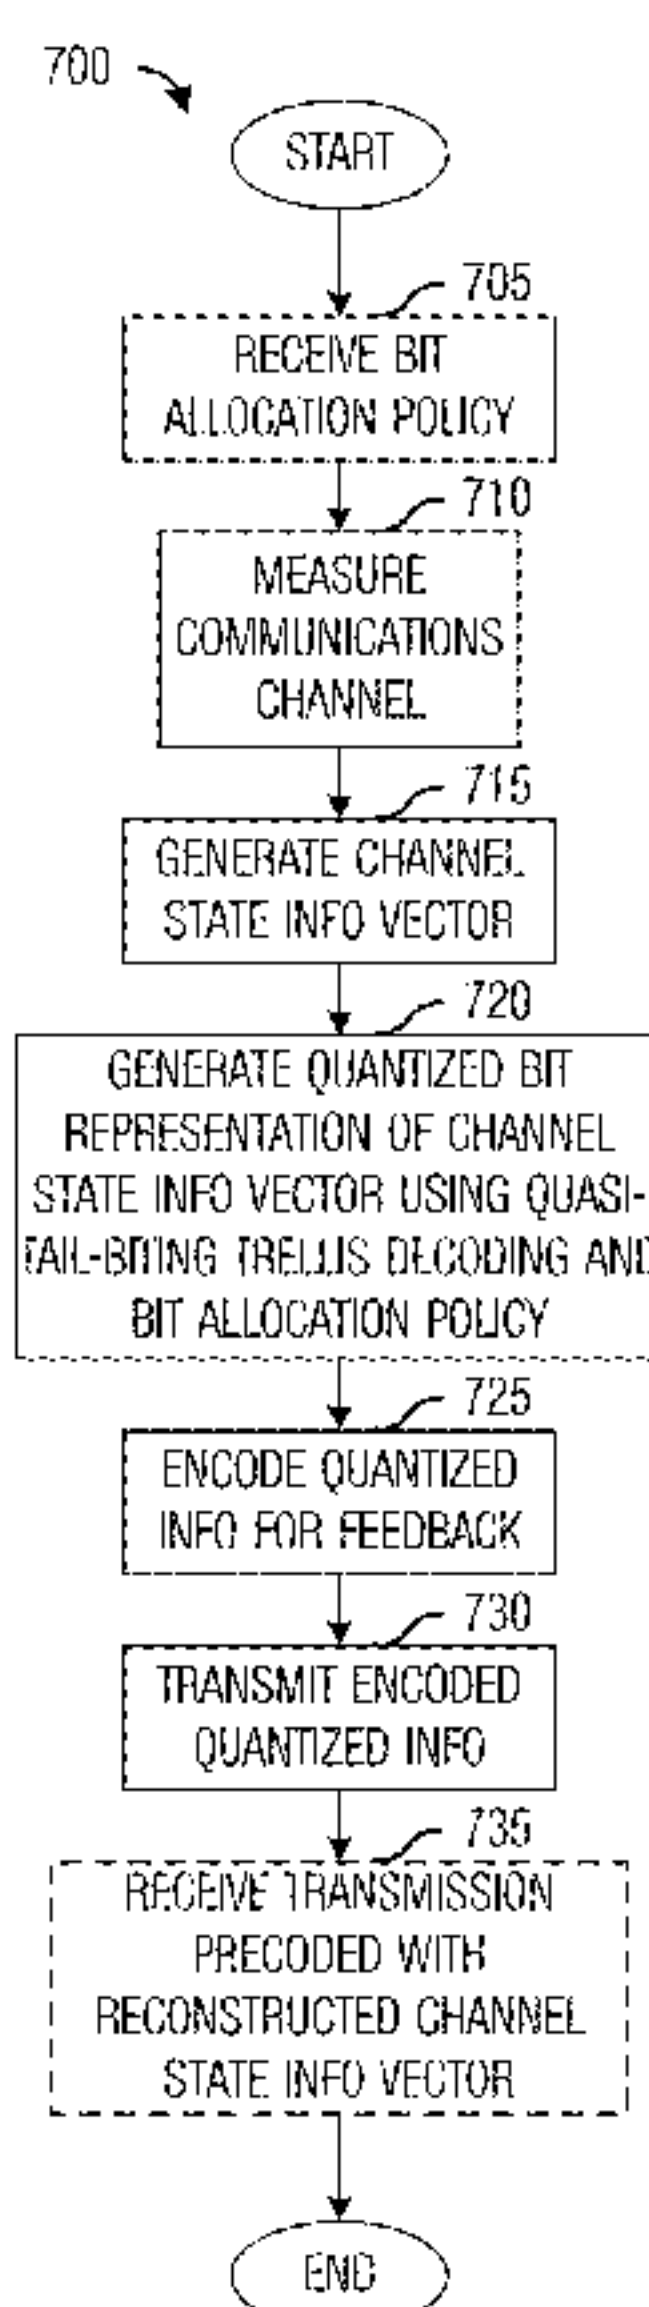 700
START
705
RECEIVE BIT
ALLOCATION POLICY
710
MEASURE
COMMUNICATIONS
CHANNEL
715
GENERATE CHANNEL
STATE INFO VECTOR
720
GENERATE QUANTIZED BIT
REPRESENTATION OF CHANNEL
STATE INFO VECTOR USING QUASI-
TAIL-BITING TRELLIS DECODING AND
BIT ALLOCATION POLICY
725
ENCODE QUANTIZED
INFO FOR FEEDBACK
730
TRANSMIT ENCODED
QUANTIZED INFO
735
RECEIVE TRANSMISSION
PRECODED WITH
RECONSTRUCTED CHANNEL
STATE INFO VECTOR
END